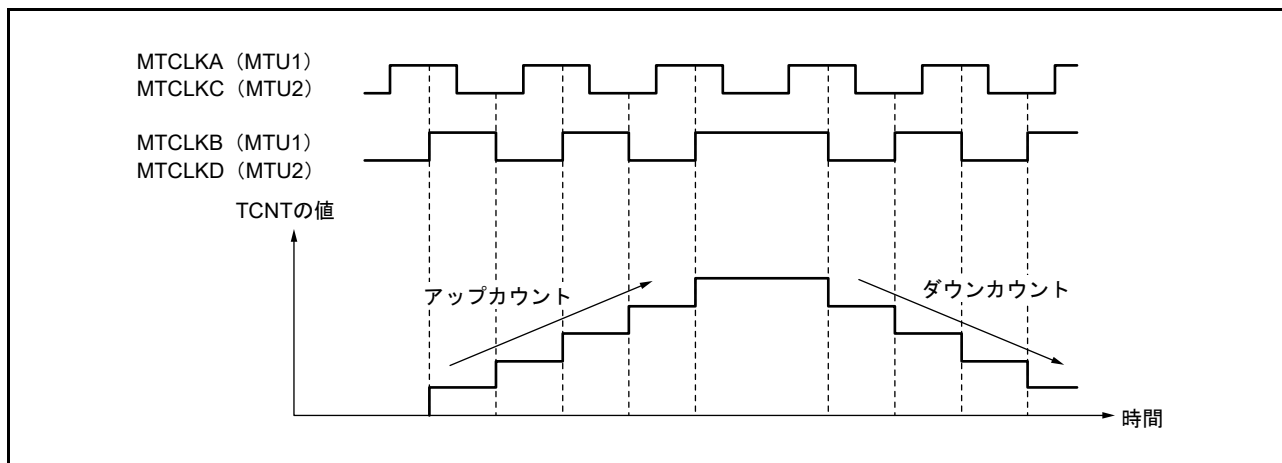 MTCLKA（MTU1）
MTCLKC（MTU2）
MTCLKB（MTU1）
MTCLKD（MTU2）
TCNTの値
アップカウント
ダウンカウント
時間